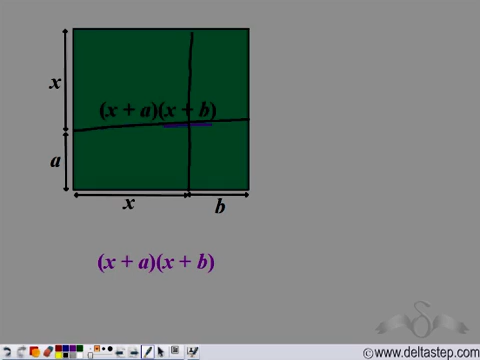 x
(x + a)(x + b)
a
x
b
(x + a)(x + b)
© www.deltastep.com